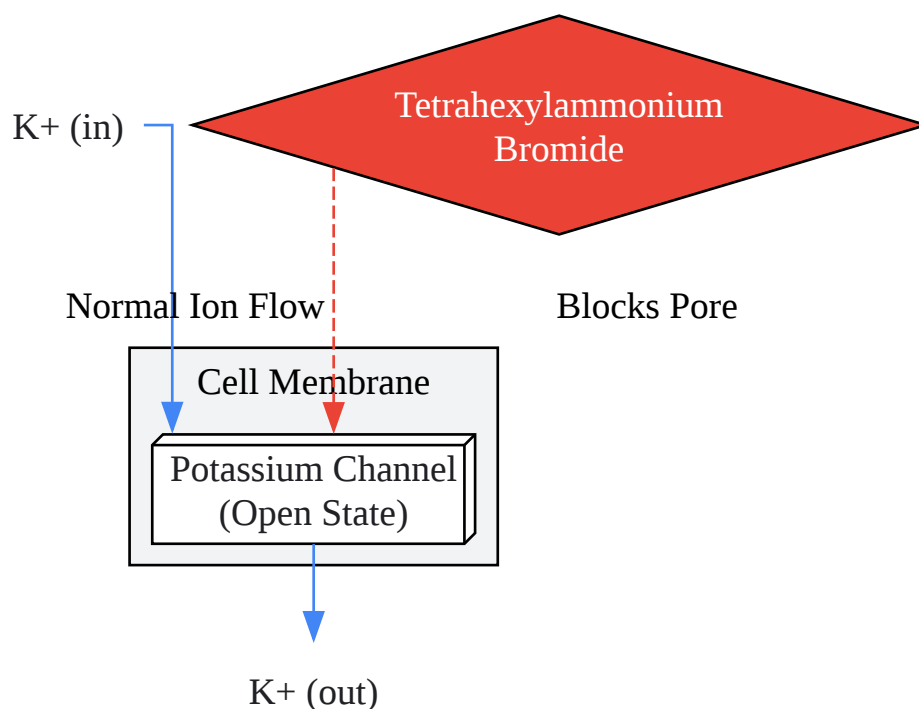 Tetrahexylammonium
Bromide
K+ (in)
Normal Ion Flow
Blocks Pore
Cell Membrane
Potassium Channel
(Open State)
K+ (out)